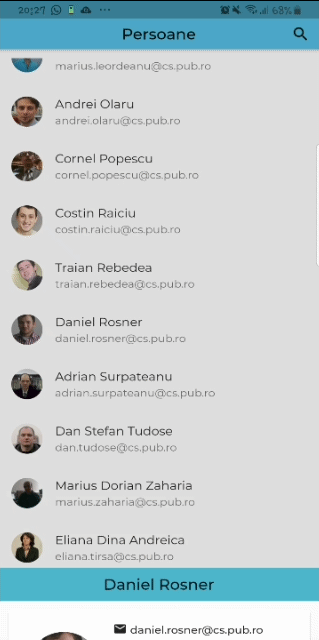 20:27
68%
Persoane
marius.leordeanu@cs.pub.ro
Andrei Olaru
andrei.olaru@cs.pub.ro
Cornel Popescu
cornel.popescu@cs.pub.ro
Costin Raiciu
costin.raiciu@cs.pub.ro
Traian Rebedea
traian.rebedea@cs.pub.ro
Daniel Rosner
daniel.rosner@cs.pub.ro
Adrian Surpateanu
adrian.surpateanu@cs.pub.ro
Dan Stefan Tudose
dan.tudose@cs.pub.ro
Marius Dorian Zaharia
marius.zaharia@cs.pub.ro
Eliana Dina Andreica
eliana.tirsa@cs.pub.ro
Daniel Rosner
daniel.rosner@cs.pub.ro